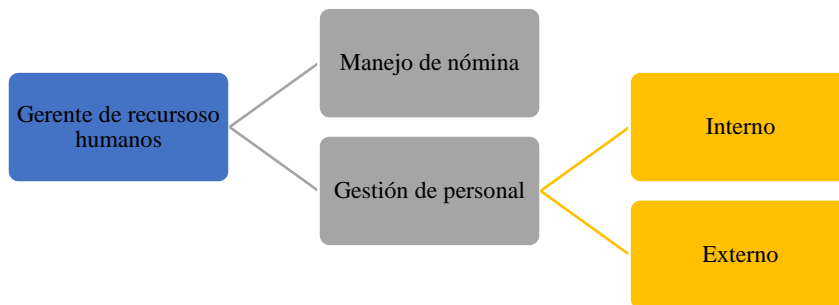 Gerente de recursoso
humanos
Manejo de nómina
Gestión de personal
Interno
Externo